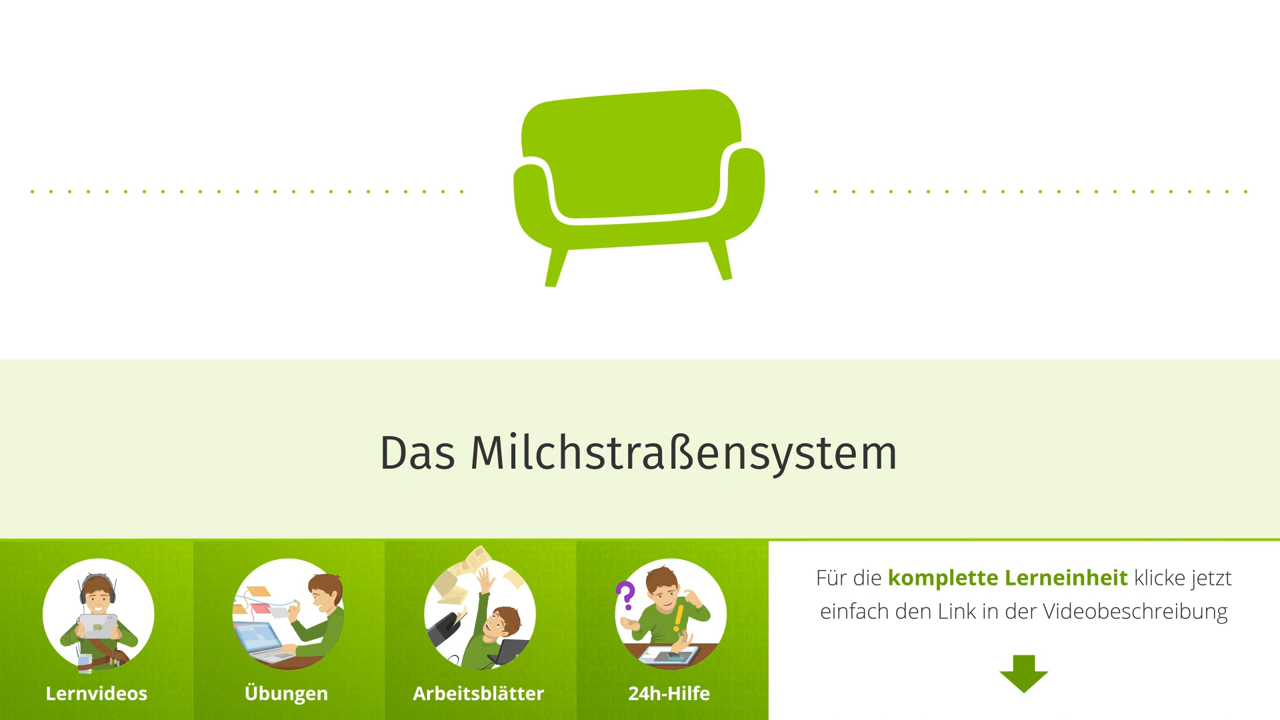 Das Milchstraßensystem
Lernvideos
Übungen
Arbeitsblätter
24h-Hilfe
Für die komplette Lerneinheit klicke jetzt
einfach den Link in der Videobeschreibung